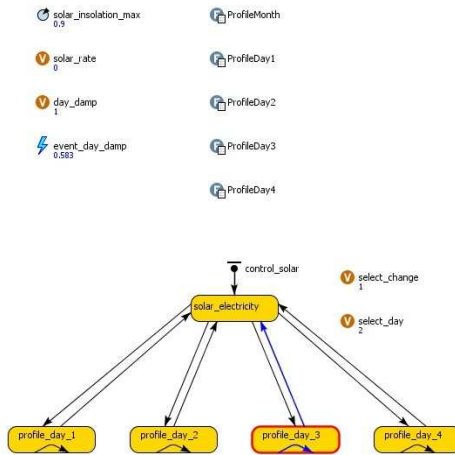 solar_insolation_max
0.9
ProfileMonth
V solar_rate
0
ProfileDay1
V day_damp
1
ProfileDay2
event_day_damp
0.583
ProfileDay3
ProfileDay4
control_solar
V select_change
1
solar_electricity
V select_day
2
profile_day_1
profile_day_2
profile_day_3
profile_day_4